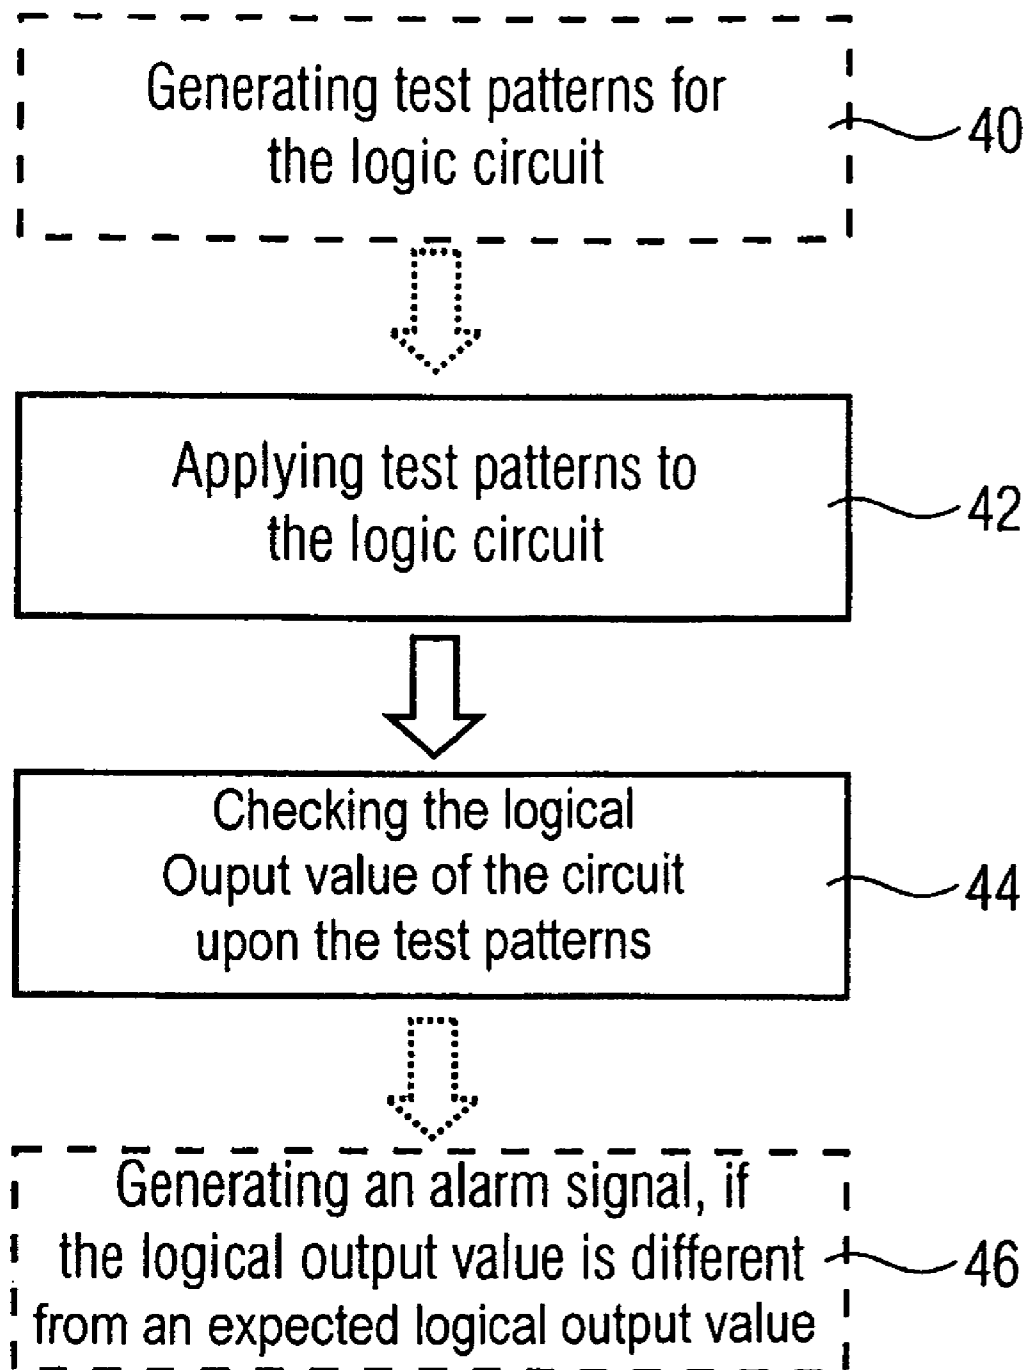 Generating test patterns for
the logic circuit
40
Applying test patterns to
the logic circuit
42
Checking the logical
Ouput value of the circuit
upon the test patterns
44
Generating an alarm signal, if
the logical output value is different
from an expected logical output value
46